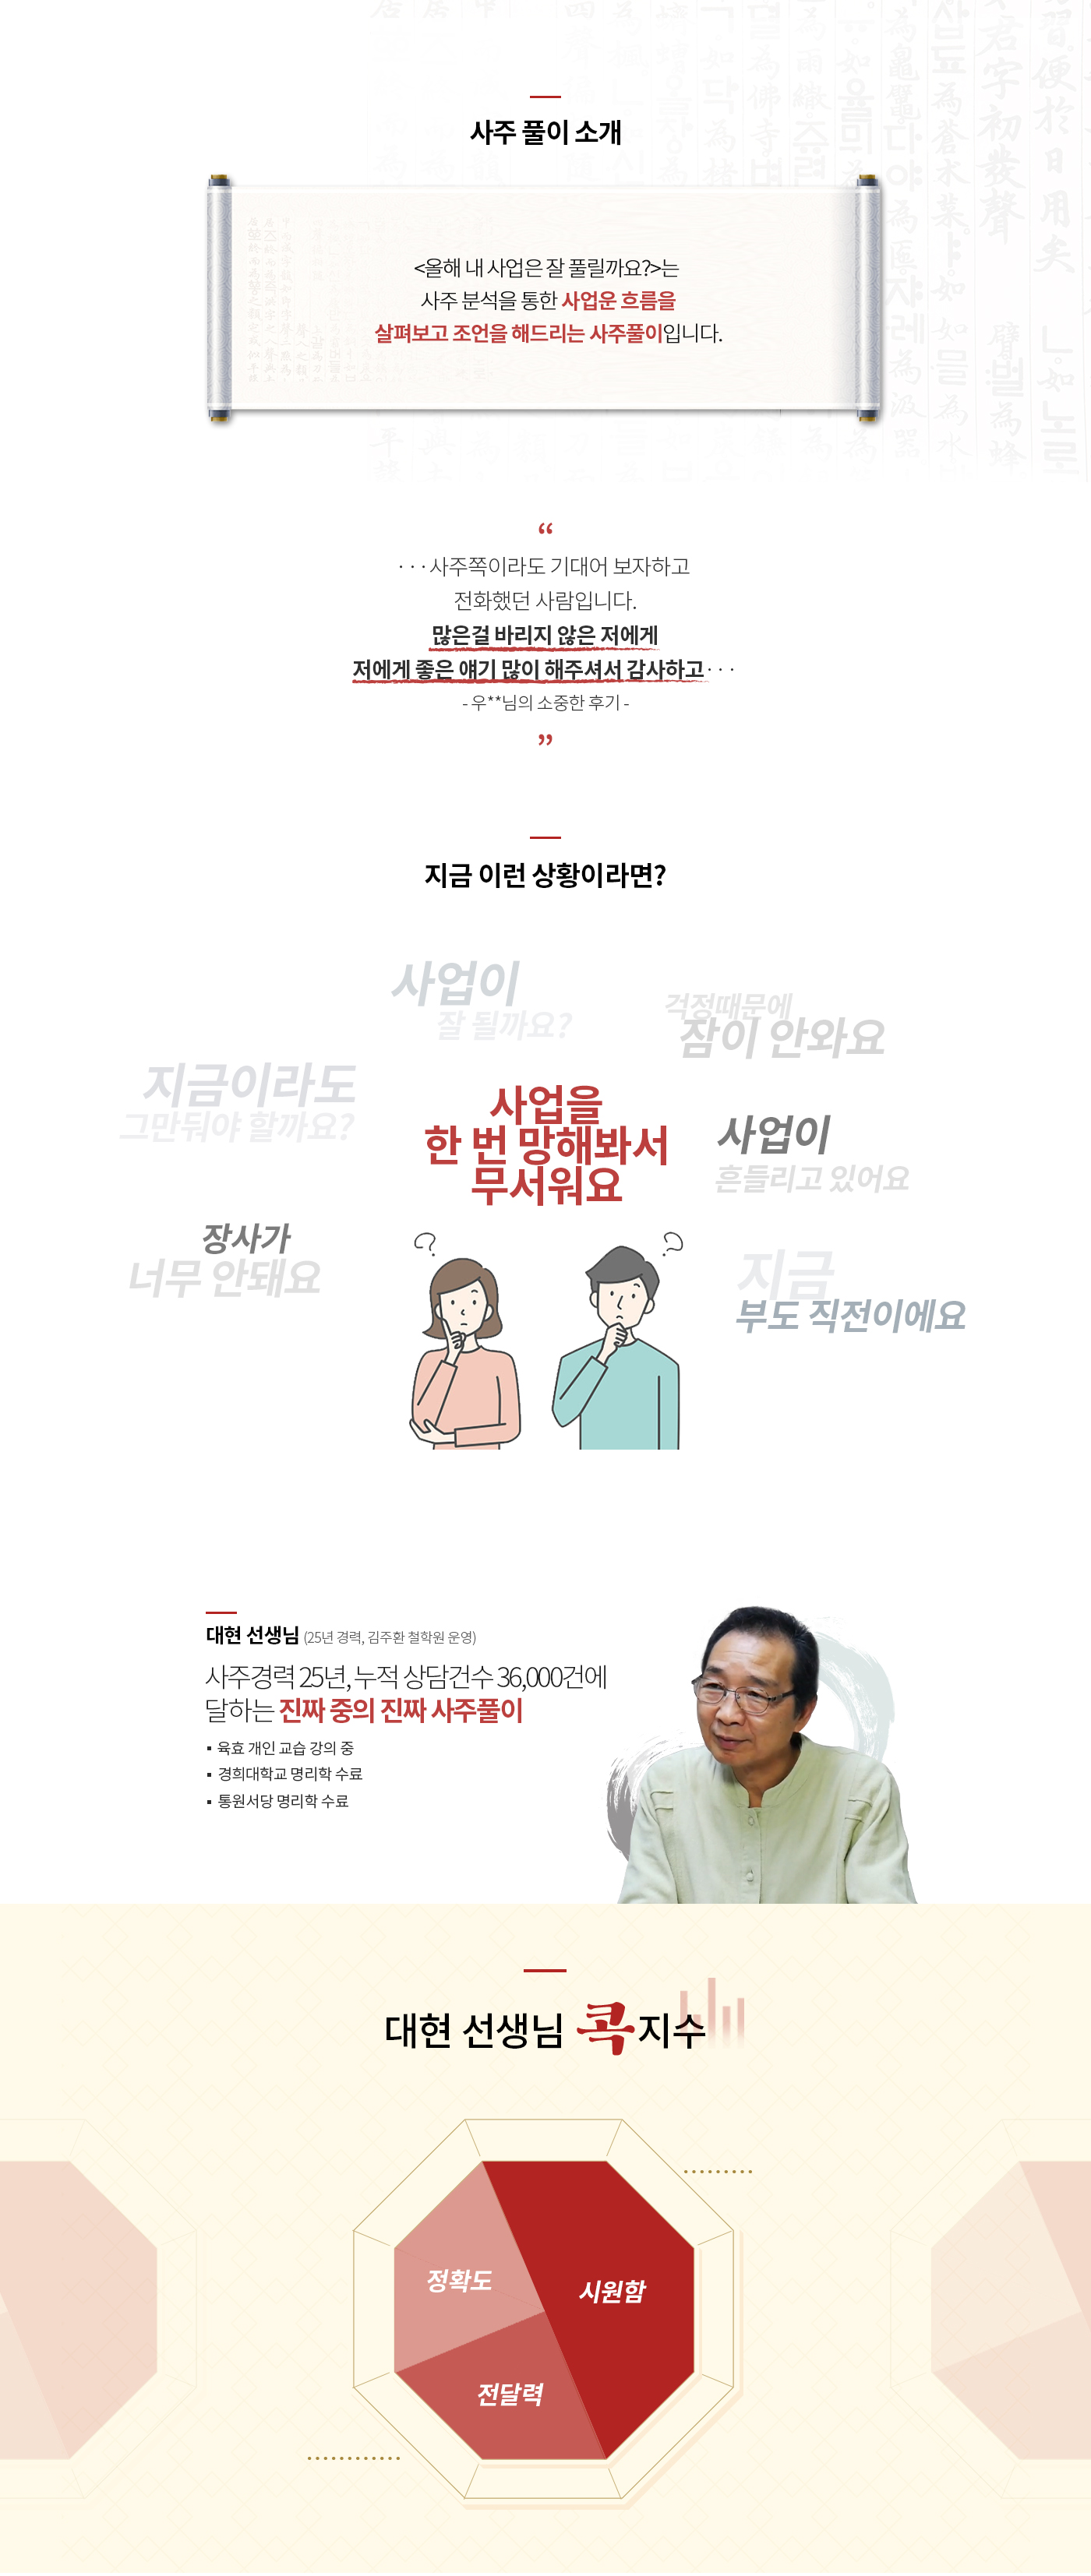 사주 풀이 소개
<올해 내 사업은 잘 풀릴까요?>는
사주 분석을 통한 사업운 흐름을
살펴보고 조언을 해드리는 사주풀이입니다.
“
···사주쪽이라도 기대어 보자하고
전화했던 사람입니다.
많은걸 바리지 않은 저에게
저에게 좋은 얘기 많이 해주셔서 감사하고···
- 우**님의 소중한 후기 -
”
지금 이런 상황이라면?
사업이
잘 될까요?
걱정때문에
잠이 안와요
지금이라도
그만둬야 할까요?
사업을
한 번 망해봐서
무서워요
사업이
흔들리고 있어요
장사가
너무 안돼요
지금
부도 직전이에요
대현 선생님 (25년 경력, 김주환 철학원 운영)
사주경력 25년, 누적 상담건수 36,000건에
달하는 진짜 중의 진짜 사주풀이
▪ 육효 개인 교습 강의 중
▪ 경희대학교 명리학 수료
▪ 통원서당 명리학 수료
대현 선생님 콕지수
정확도
시원함
전달력